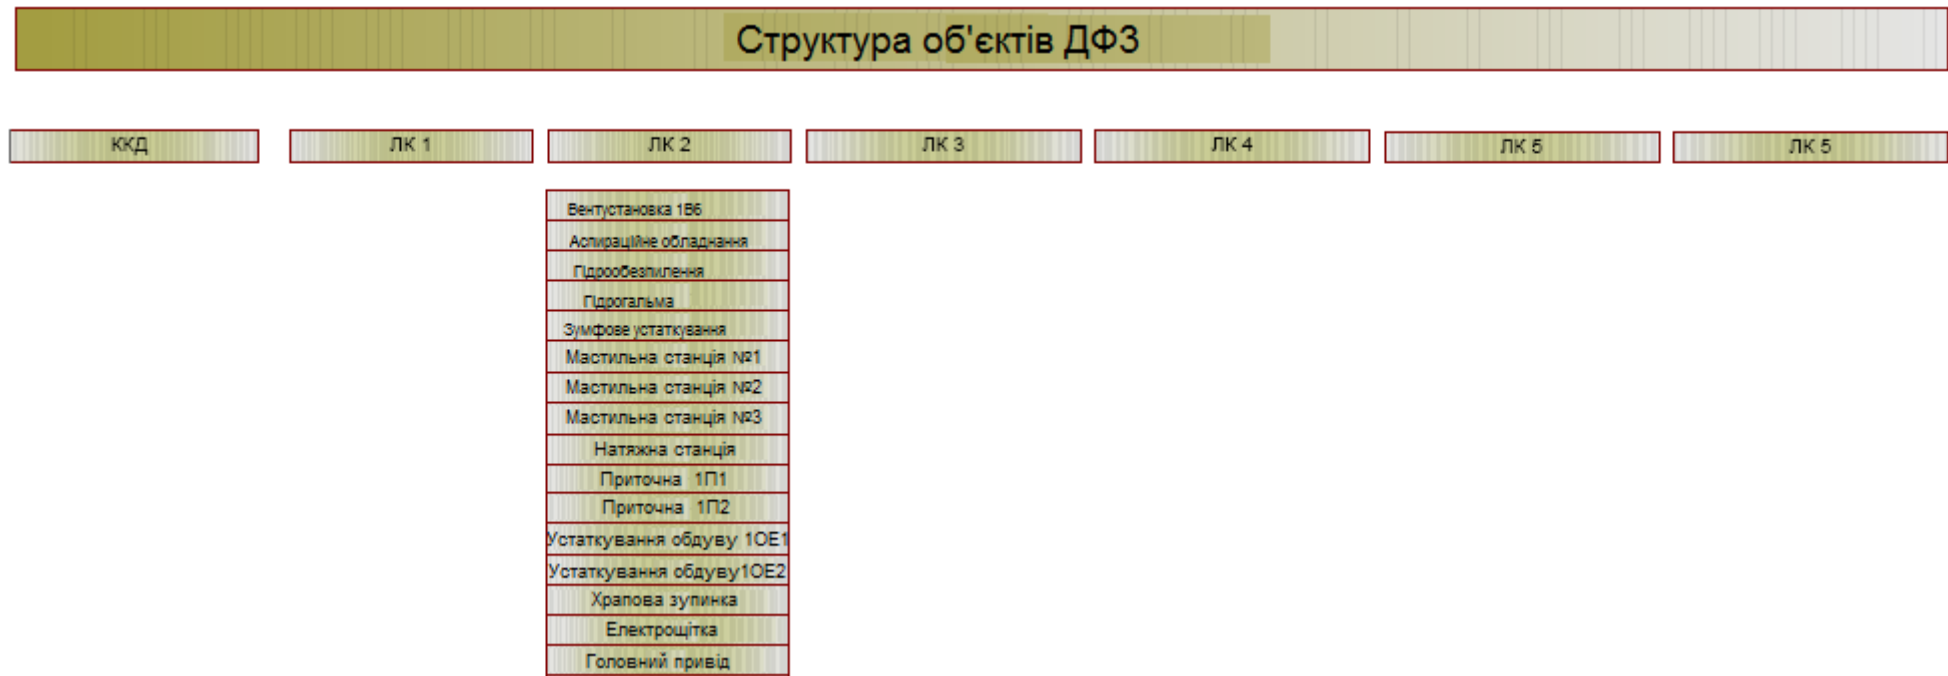 Структура об'єктів ДФЗ
ККД
ЛК 1
ЛК 2
ЛК 3
ЛК 4
ЛК 5
ЛК 5
Вентустановка 1В6
Аспираційне обладнання
Гідрообезпилення
Гідрогальма
Зумфове устаткування
Мастильна станція №1
Мастильна станція №2
Мастильна станція №3
Натяжна станція
Приточна 1П1
Приточна 1П2
Устаткування обдуву 1ОЕ1
Устаткування обдуву1ОЕ2
Храпова зупинка
Електрощітка
Головний привід